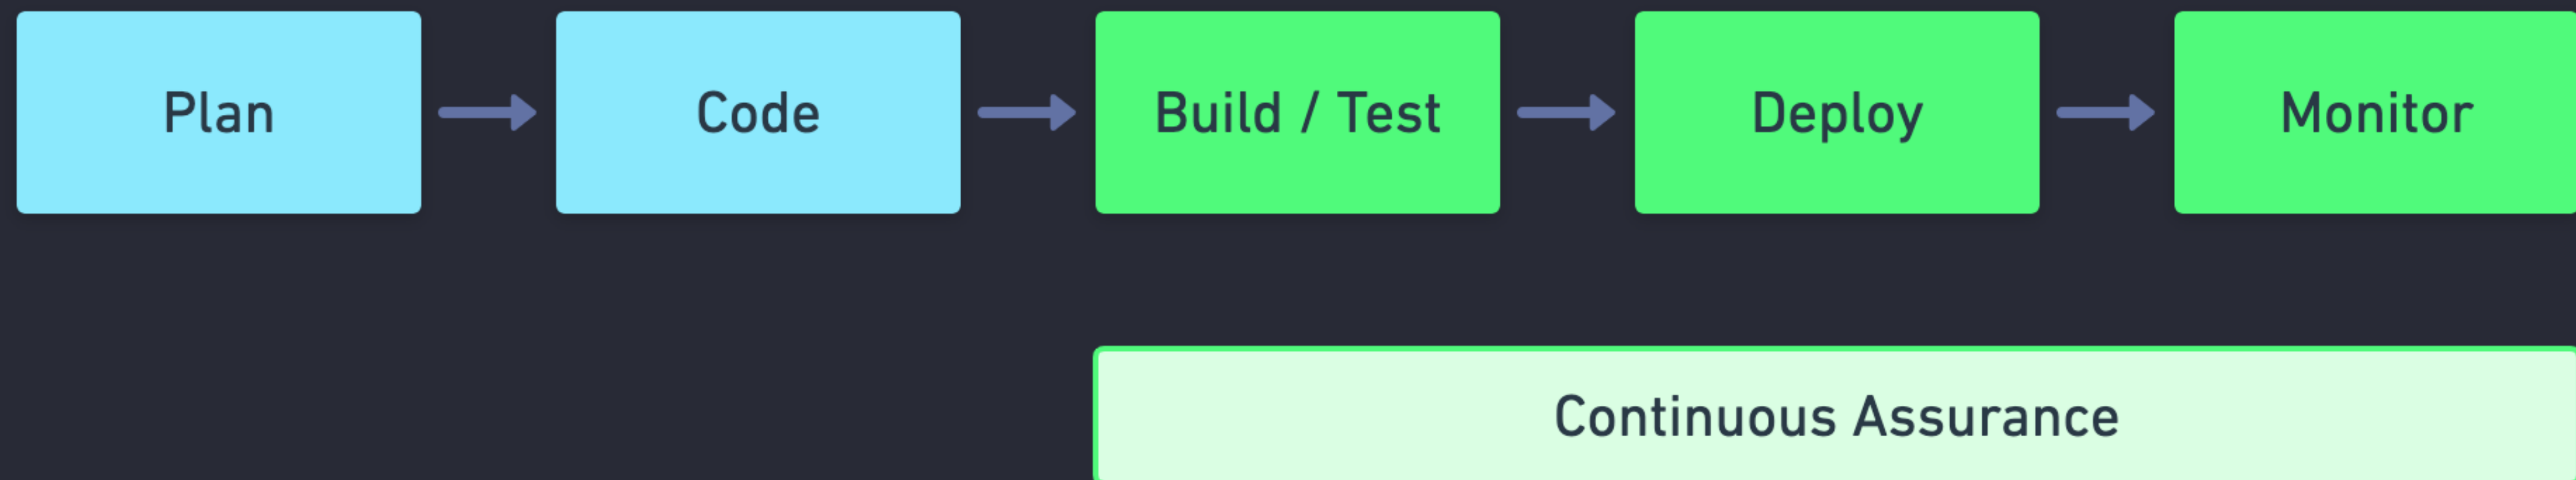 Plan
Code
Build / Test
Deploy
Monitor
Continuous Assurance